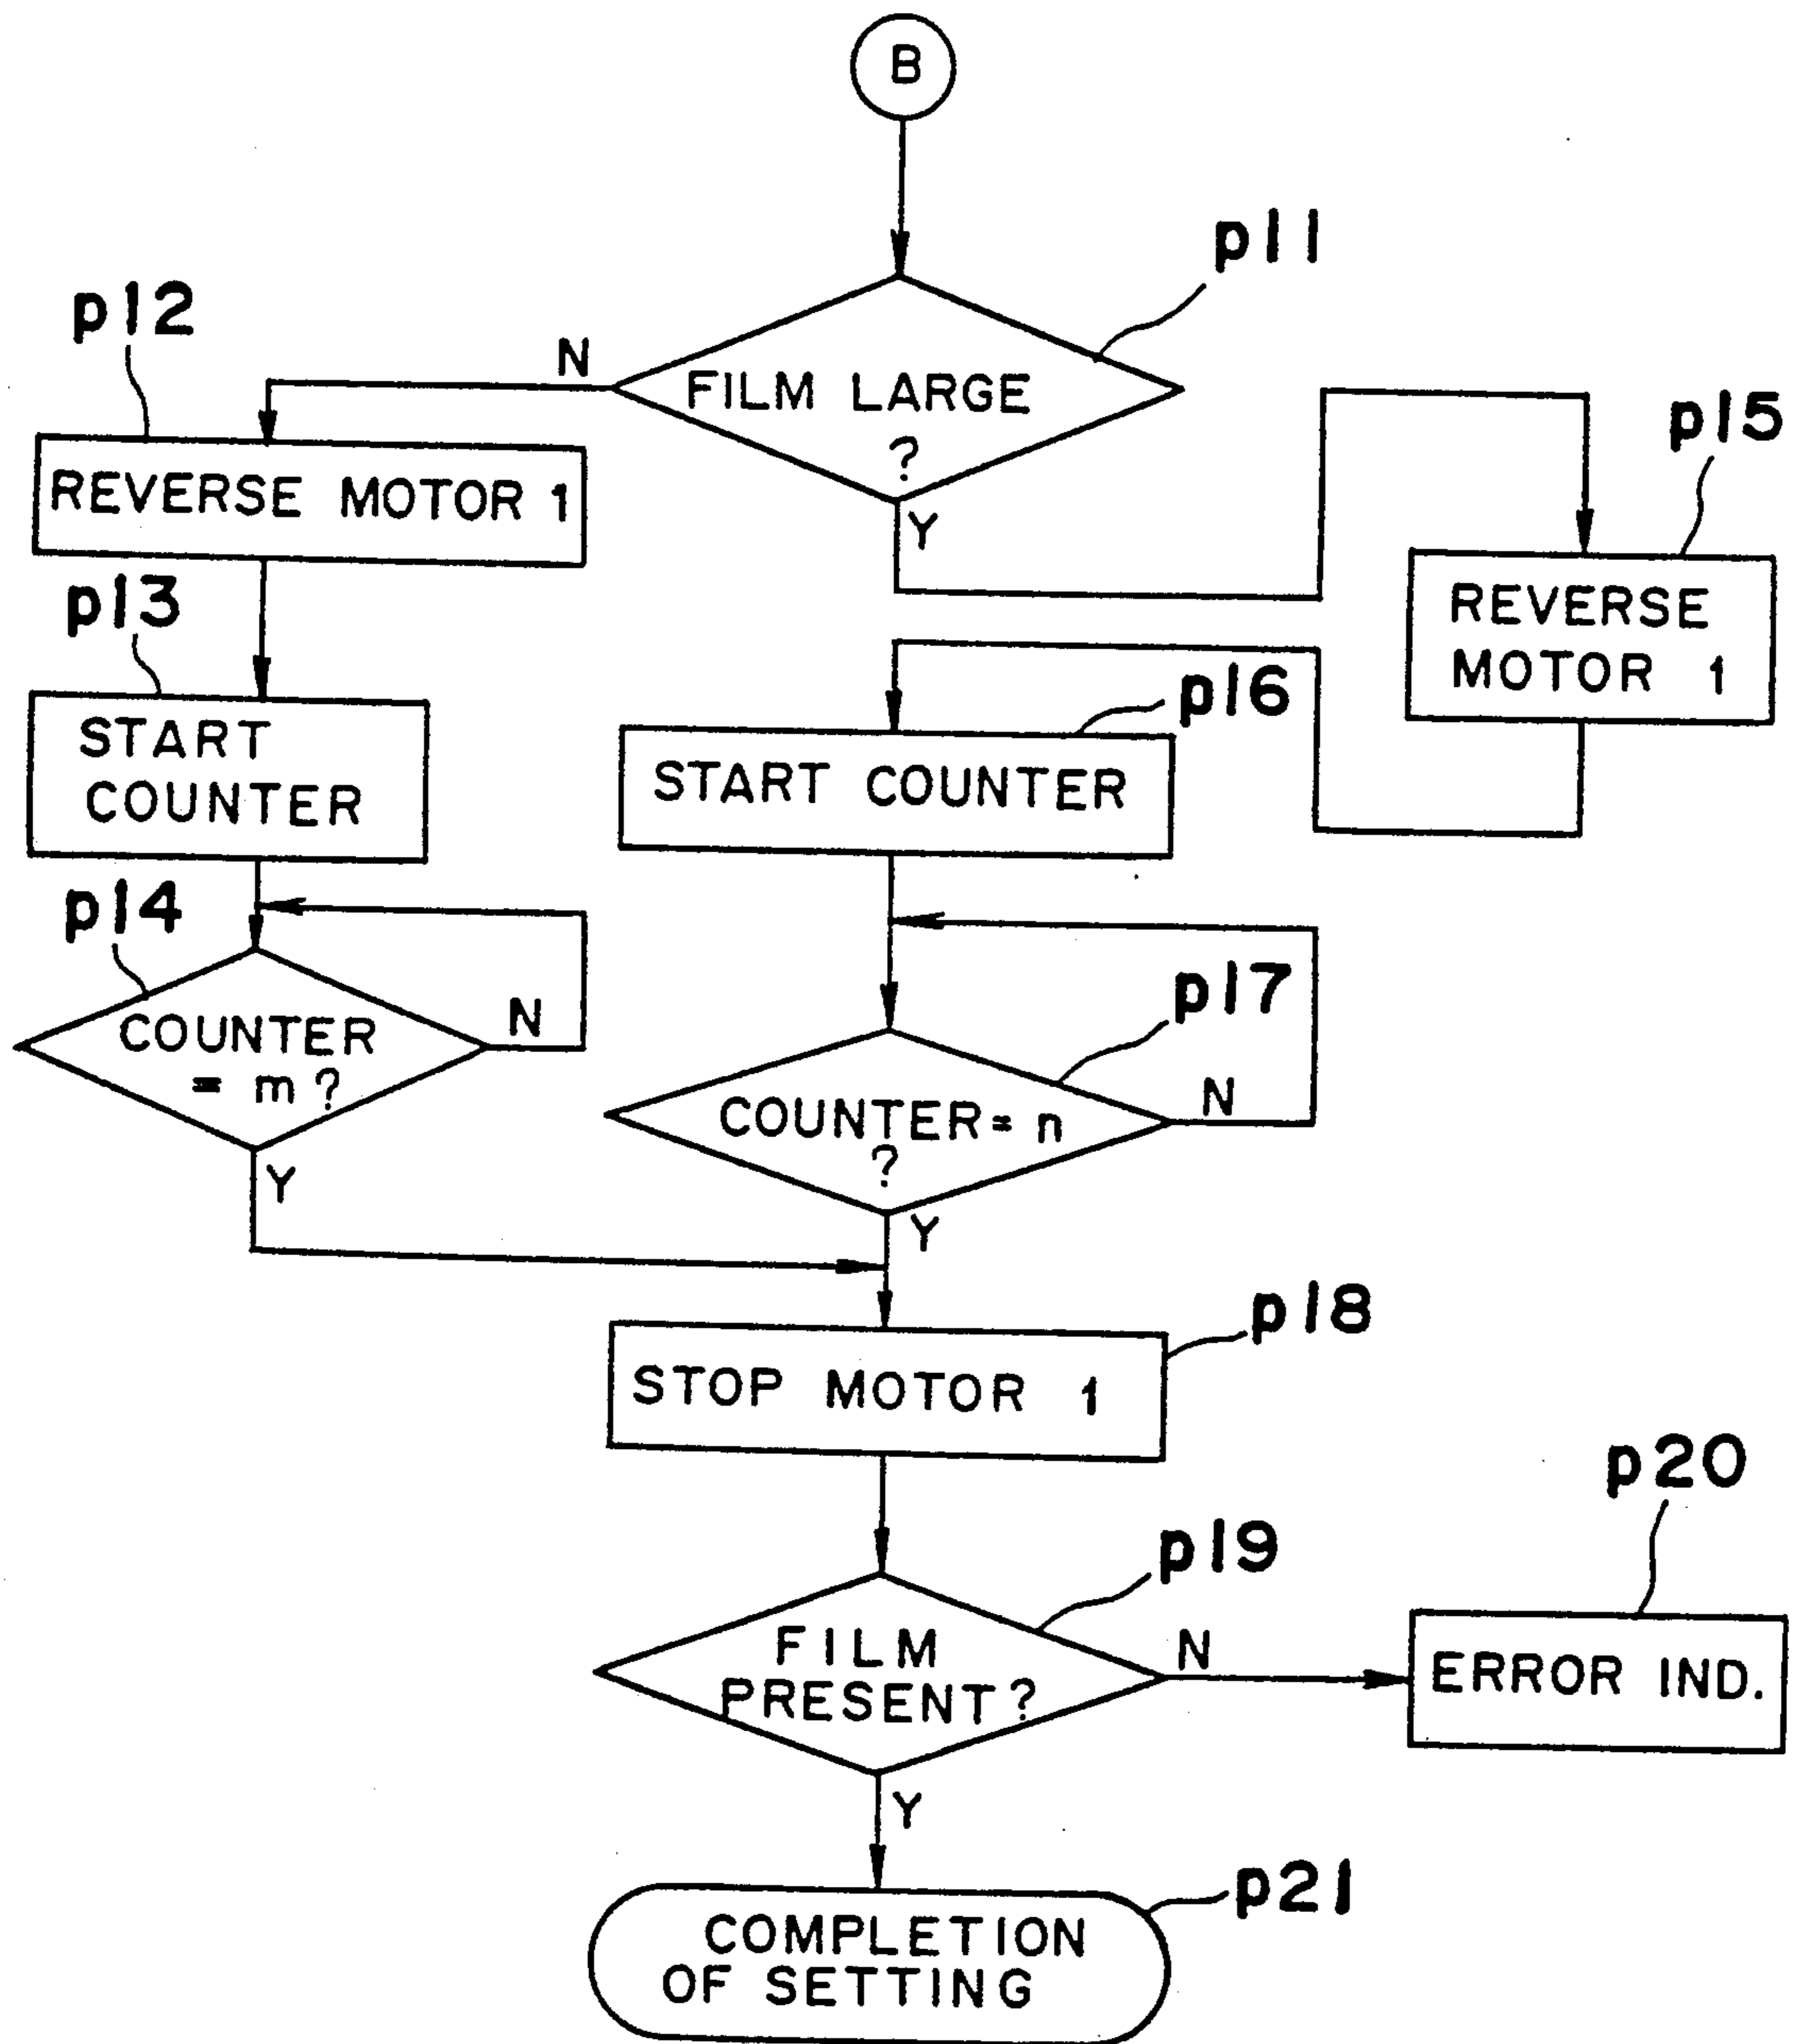 B
p11
FILM LARGE
?
N
Y
p12
REVERSE MOTOR 1
p15
REVERSE
MOTOR 1
p13
START
COUNTER
p16
START COUNTER
p14
COUNTER
= m?
N
Y
p17
COUNTER = n
?
N
Y
p18
STOP MOTOR 1
p19
FILM
PRESENT?
N
Y
p20
ERROR IND.
p21
COMPLETION
OF SETTING